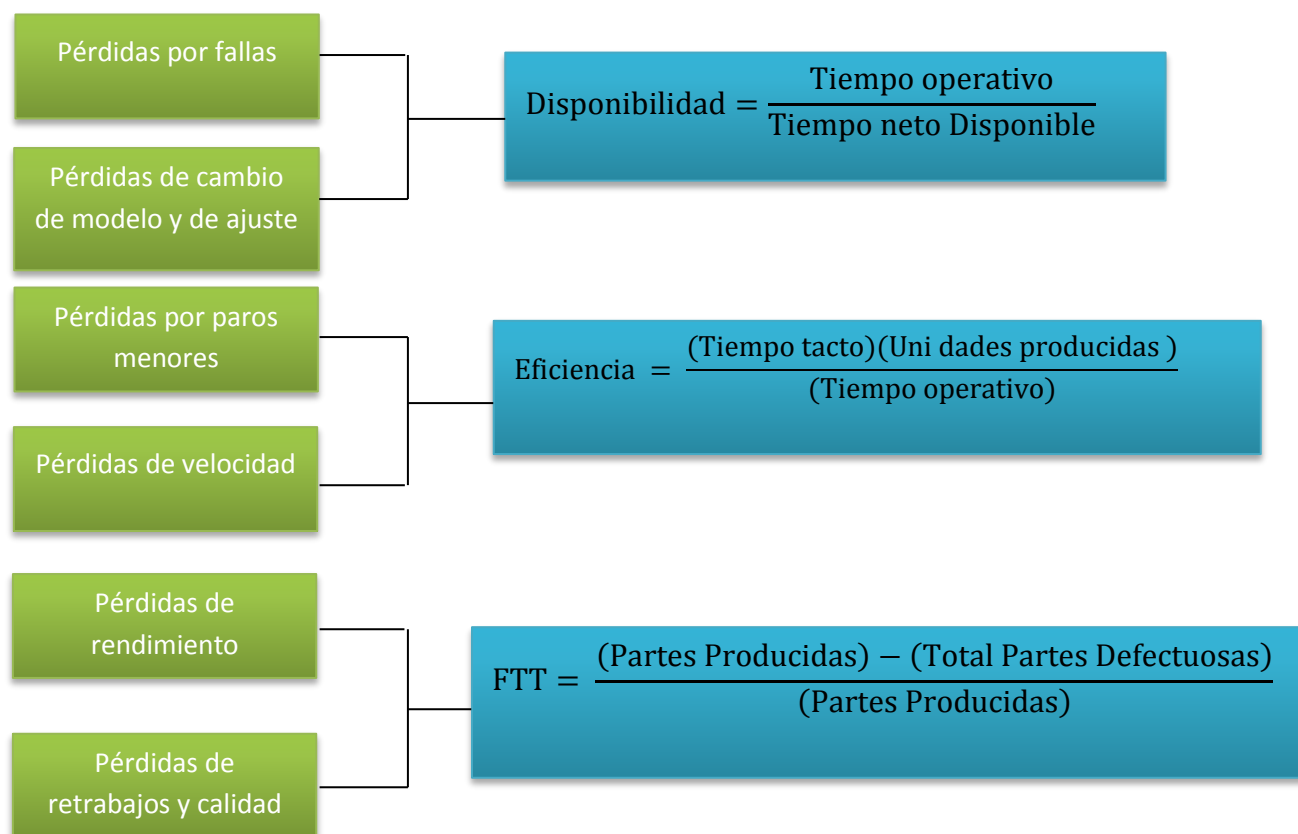 Pérdidas por fallas
Pérdidas de cambio
de modelo y de ajuste
Disponibilidad = Tiempo operativo / Tiempo neto Disponible
Pérdidas por paros
menores
Pérdidas de velocidad
Eficiencia = (Tiempo tacto)(Uni dades producidas ) / (Tiempo operativo)
Pérdidas de
rendimiento
Pérdidas de
retrabajos y calidad
FTT = (Partes Producidas) − (Total Partes Defectuosas) / (Partes Producidas)